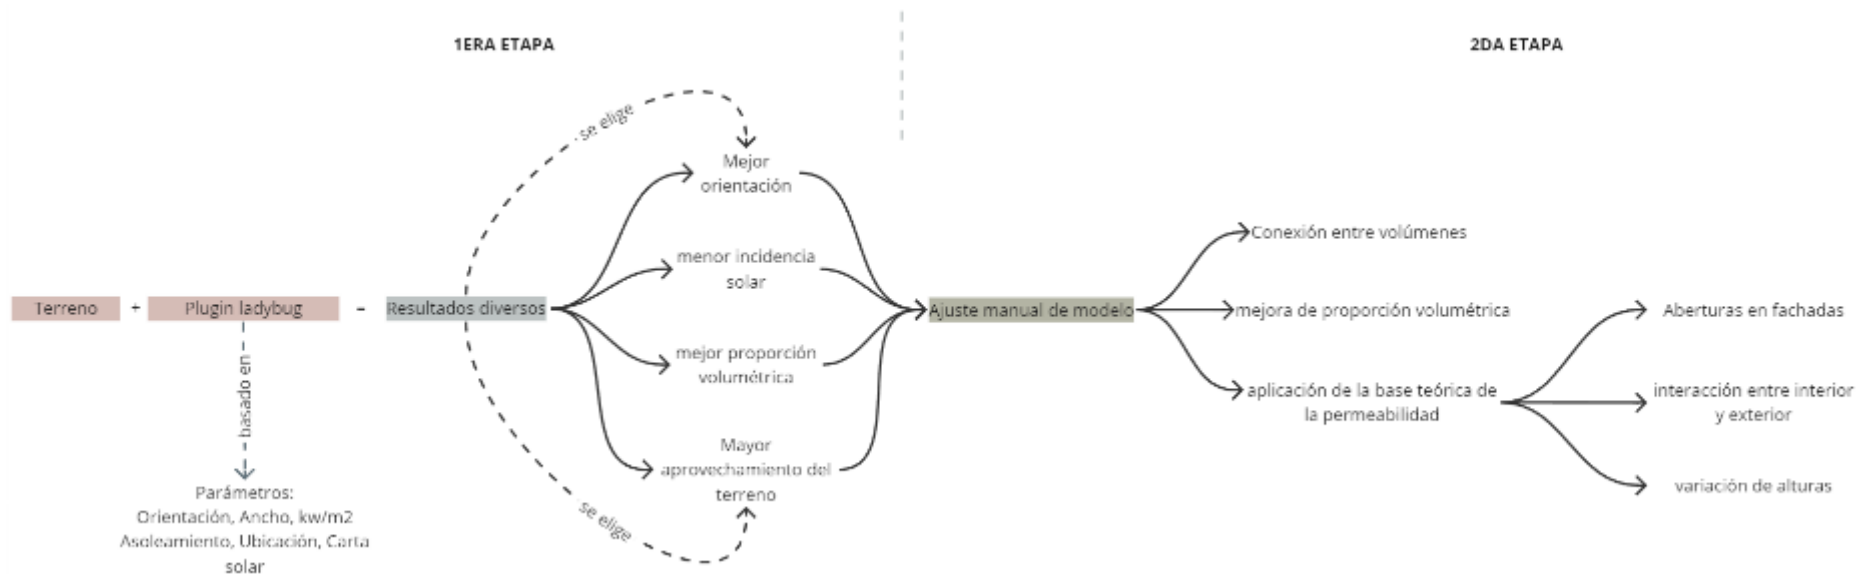 1ERA ETAPA
2DA ETAPA
se elige
Mejor
orientación
menor incidencia
solar
Conexión entre volúmenes
Terreno + Plugin ladybug – Resultados diversos
Ajuste manual de modelo
mejora de proporción volumétrica
Aberturas en fachadas
mejor proporción
volumétrica
basado en
aplicación de la base teórica de
la permeabilidad
interacción entre interior
y exterior
Mayor
aprovechamiento del
terreno
variación de alturas
se elige
Parámetros:
Orientación, Ancho, kw/m2
Asoleamiento, Ubicación, Carta
solar